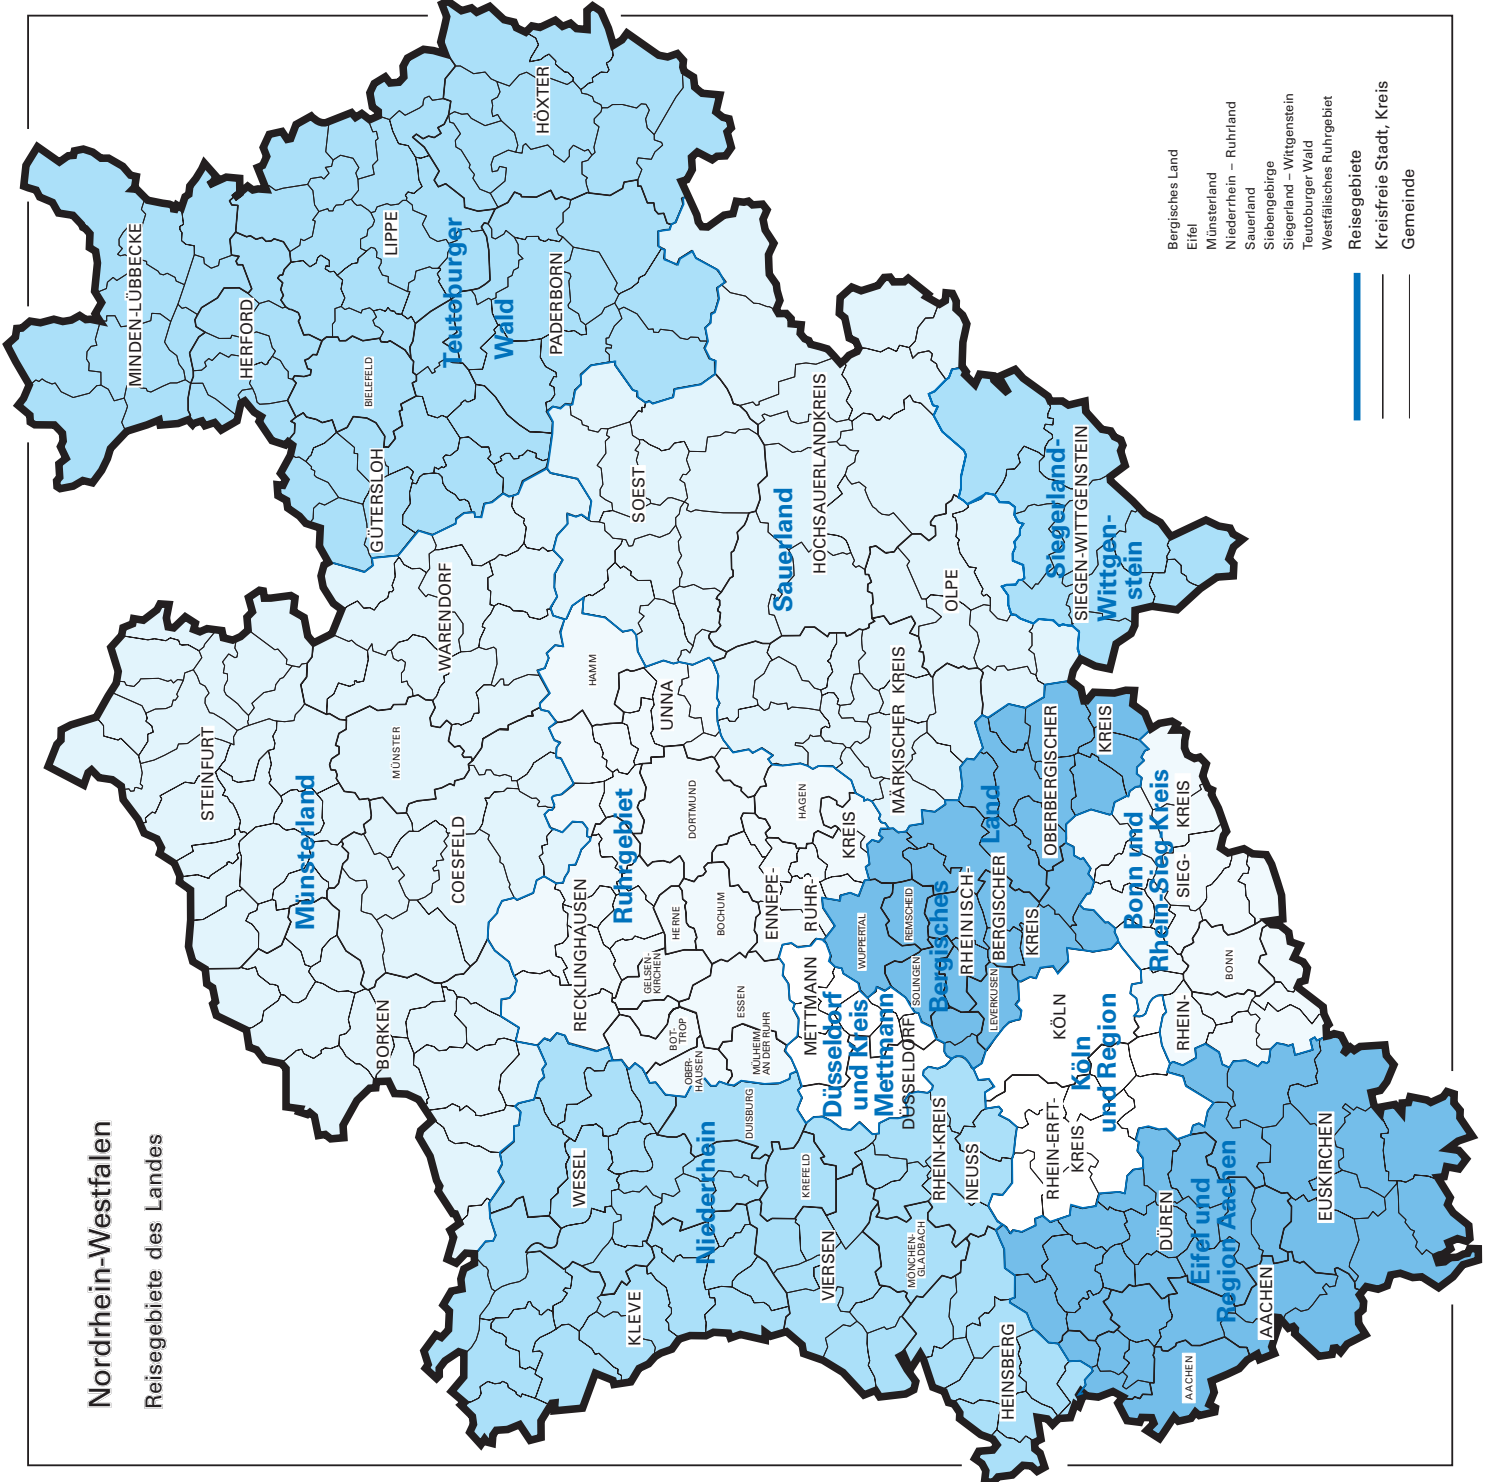 Nordrhein-Westfalen
Reisegebiete des Landes
STEINFURT
Münsterland
MÜNSTER
BORKEN
COESFELD
WARENDORF
MINDEN-LÜBBECKE
HERFORD
BIELEFELD
GÜTERSLOH
LIPPE
Teutoburger
Wald
HÖXTER
PADERBORN
WESEL
KLEVE
Niederrhein
DUISBURG
KREFELD
VIERSEN
MÖNCHEN-
GLADBACH
RHEIN-KREIS
NEUSS
HEINSBERG
RECKLINGHAUSEN
Ruhrgebiet
HAMM
UNNA
DORTMUND
HERNE
BOCHUM
GELSEN-
KIRCHEN
BOT-
TROP
OBER-
HAUSEN
ESSEN
MÜLHEIM
AN DER RUHR
ENNEPE-
RUHR-
KREIS
HAGEN
SOEST
Sauerland
HOCHSAUERLANDKREIS
MÄRKISCHER KREIS
OLPE
METTMANN
Düsseldorf
und Kreis
Mettmann
DÜSSELDORF
WUPPERTAL
REMSCHEID
SOLINGEN
Bergisches
Land
RHEINISCH-
BERGISCHER
KREIS
LEVERKUSEN
OBERBERGISCHER
KREIS
Siegerland-
SIEGEN-WITTGENSTEIN
Wittgen-
stein
KÖLN
Köln
und Region
RHEIN-ERFT-
KREIS
Bonn und
Rhein-Sieg-Kreis
RHEIN-
SIEG-
KREIS
BONN
DÜREN
Eifel und
Region Aachen
AACHEN
AACHEN
EUSKIRCHEN
Bergisches Land
Eifel
Münsterland
Niederrhein – Ruhrland
Sauerland
Siebengebirge
Siegerland – Wittgenstein
Teutoburger Wald
Westfälisches Ruhrgebiet
Reisegebiete
Kreisfreie Stadt, Kreis
Gemeinde